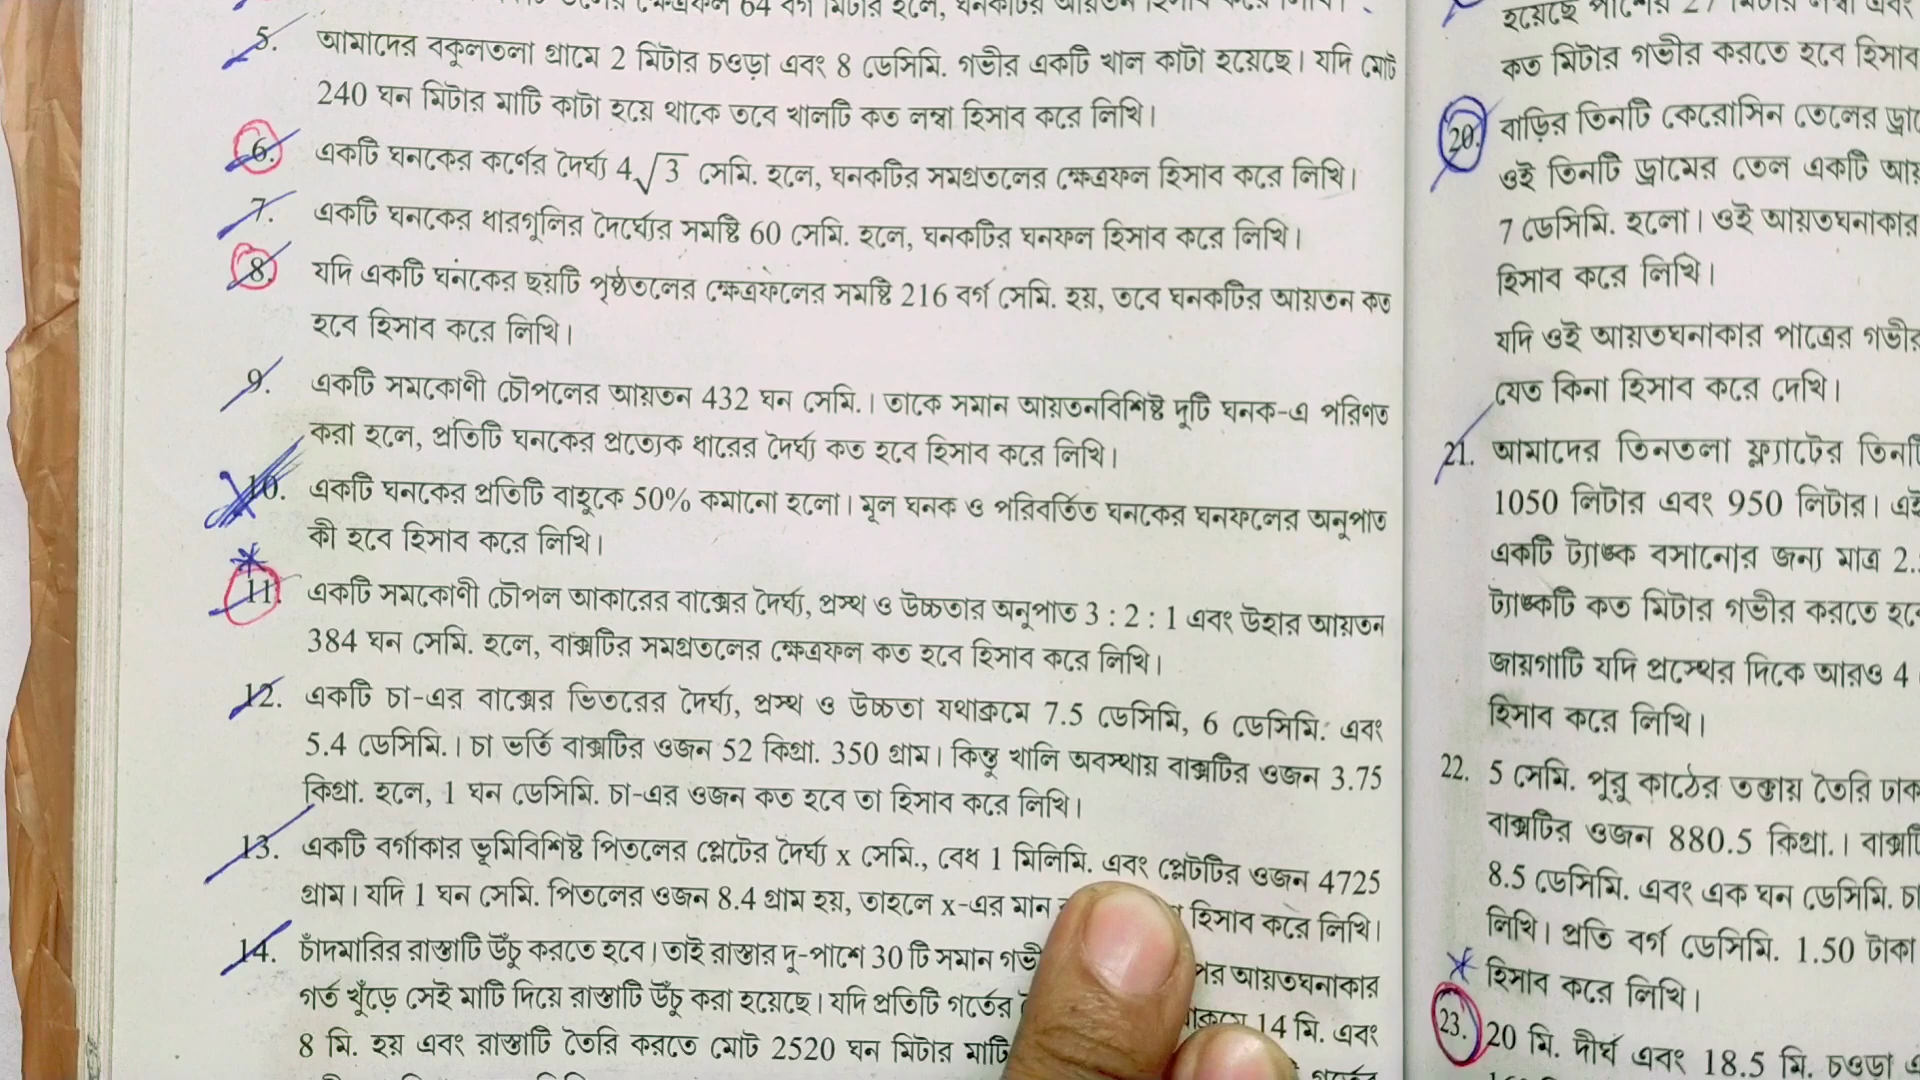 5. আমাদের বকুলতলা গ্রামে 2 মিটার চওড়া এবং 8 ডেসিমি. গভীর একটি খাল কাটা হয়েছে। যদি মোট
240 ঘন মিটার মাটি কাটা হয়ে থাকে তবে খালটি কত লম্বা হিসাব করে লিখি।
6. একটি ঘনকের কর্ণের দৈর্ঘ্য 4√3 সেমি. হলে, ঘনকটির সমগ্রতলের ক্ষেত্রফল হিসাব করে লিখি।
7. একটি ঘনকের ধারগুলির দৈর্ঘ্যের সমষ্টি 60 সেমি. হলে, ঘনকটির ঘনফল হিসাব করে লিখি।
8. যদি একটি ঘনকের ছয়টি পৃষ্ঠতলের ক্ষেত্রফলের সমষ্টি 216 বর্গ সেমি. হয়, তবে ঘনকটির আয়তন কত
হবে হিসাব করে লিখি।
9. একটি সমকোণী চৌপলের আয়তন 432 ঘন সেমি.। তাকে সমান আয়তনবিশিষ্ট দুটি ঘনক-এ পরিণত
করা হলে, প্রতিটি ঘনকের প্রত্যেক ধারের দৈর্ঘ্য কত হবে হিসাব করে লিখি।
10. একটি ঘনকের প্রতিটি বাহুকে 50% কমানো হলো। মূল ঘনক ও পরিবর্তিত ঘনকের ঘনফলের অনুপাত
কী হবে হিসাব করে লিখি।
11. একটি সমকোণী চৌপল আকারের বাক্সের দৈর্ঘ্য, প্রস্থ ও উচ্চতার অনুপাত 3 : 2 : 1 এবং উহার আয়তন
384 ঘন সেমি. হলে, বাক্সটির সমগ্রতলের ক্ষেত্রফল কত হবে হিসাব করে লিখি।
12. একটি চা-এর বাক্সের ভিতরের দৈর্ঘ্য, প্রস্থ ও উচ্চতা যথাক্রমে 7.5 ডেসিমি, 6 ডেসিমি. এবং
5.4 ডেসিমি.। চা ভর্তি বাক্সটির ওজন 52 কিগ্রা. 350 গ্রাম। কিন্তু খালি অবস্থায় বাক্সটির ওজন 3.75
কিগ্রা. হলে, 1 ঘন ডেসিমি. চা-এর ওজন কত হবে তা হিসাব করে লিখি।
13. একটি বর্গাকার ভূমিবিশিষ্ট পিতলের প্লেটের দৈর্ঘ্য x সেমি., বেধ 1 মিলিমি. এবং প্লেটটির ওজন 4725
গ্রাম। যদি 1 ঘন সেমি. পিতলের ওজন 8.4 গ্রাম হয়, তাহলে x-এর মান হিসাব করে লিখি।
14. চাঁদমারির রাস্তাটি উঁচু করতে হবে। তাই রাস্তার দু-পাশে 30 টি সমান আয়তঘনাকার
গর্ত খুঁড়ে সেই মাটি দিয়ে রাস্তাটি উঁচু করা হয়েছে। যদি প্রতিটি গর্তের 14 মি. এবং
8 মি. হয় এবং রাস্তাটি তৈরি করতে মোট 2520 ঘন মিটার মাটি
কত মিটার গভীর করতে হবে হিসাব
20. বাড়ির তিনটি কেরোসিন তেলের
ওই তিনটি ড্রামের তেল একটি
7 ডেসিমি. হলো। ওই আয়তঘনাকার
হিসাব করে লিখি।
যদি ওই আয়তঘনাকার পাত্রের
যেত কিনা হিসাব করে দেখি।
21. আমাদের তিনতলা ফ্ল্যাটের
1050 লিটার এবং 950 লিটার।
একটি ট্যাঙ্ক বসানোর জন্য মাত্র
ট্যাঙ্কটি কত মিটার গভীর করতে
জায়গাটি যদি প্রস্থের দিকে আরও 4
হিসাব করে লিখি।
22. 5 সেমি. পুরু কাঠের তক্তায় তৈরি
বাক্সটির ওজন 880.5 কিগ্রা.।
8.5 ডেসিমি. এবং এক ঘন ডেসিমি.
লিখি। প্রতি বর্গ ডেসিমি. 1.50 টাকা
হিসাব করে লিখি।
23. 20 মি. দীর্ঘ এবং 18.5 মি. চওড়া